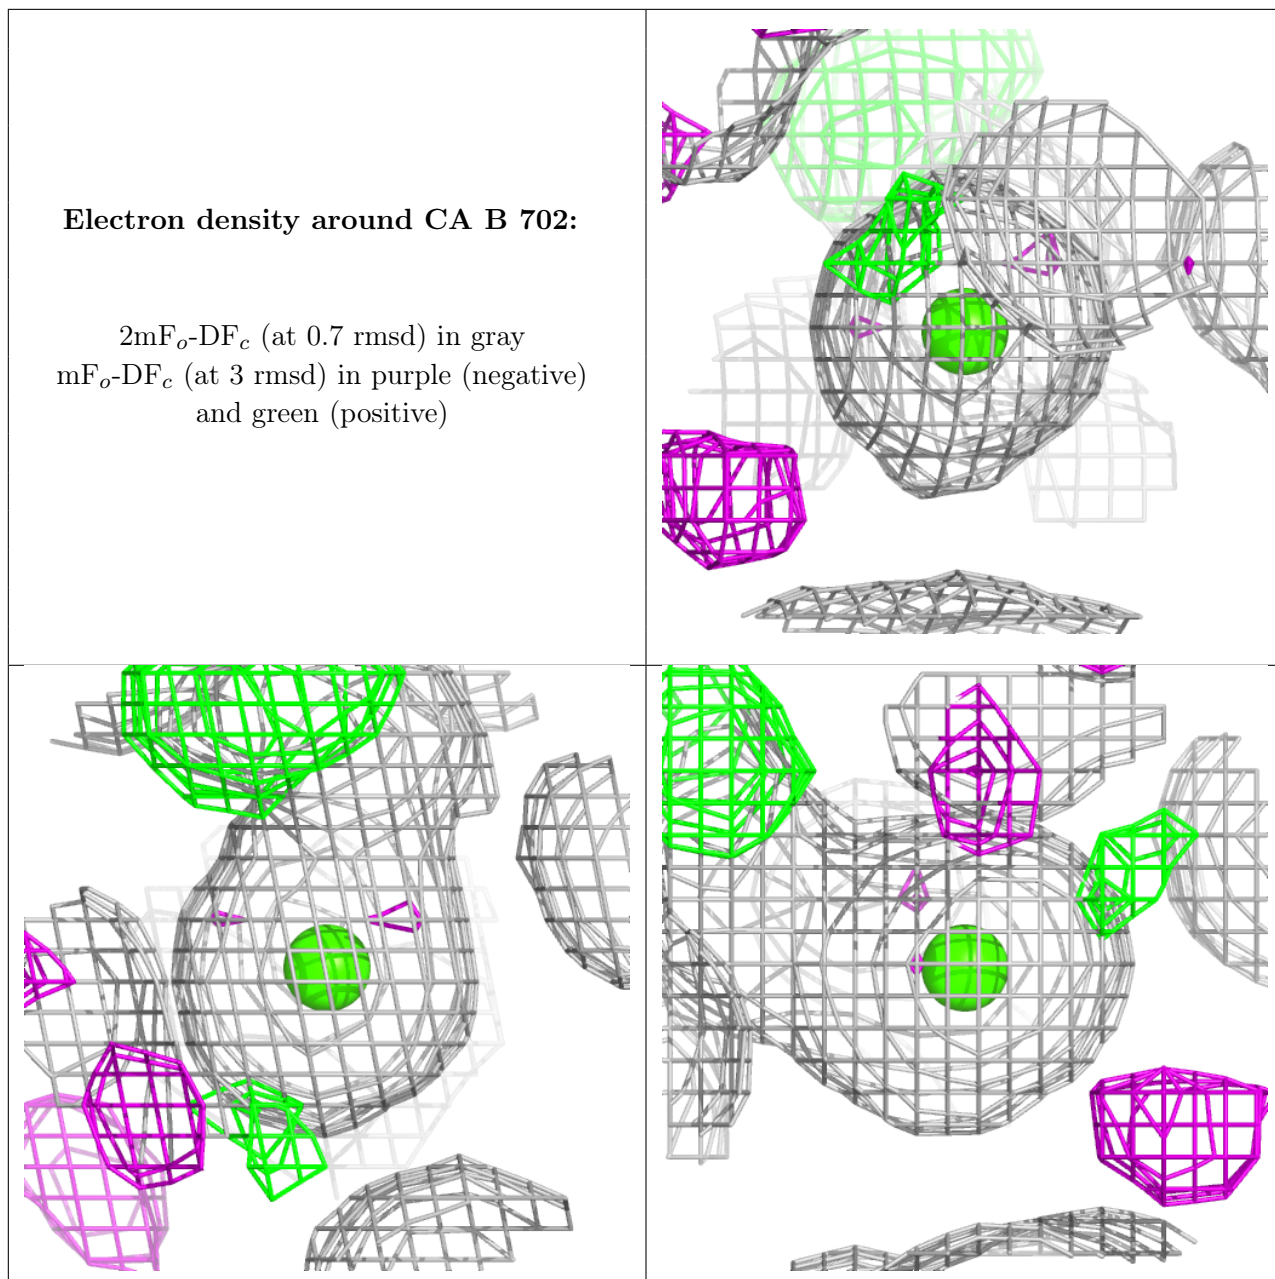 Electron density around CA B 702:
2mFo-DFc (at 0.7 rmsd) in gray
mFo-DFc (at 3 rmsd) in purple (negative)
and green (positive)